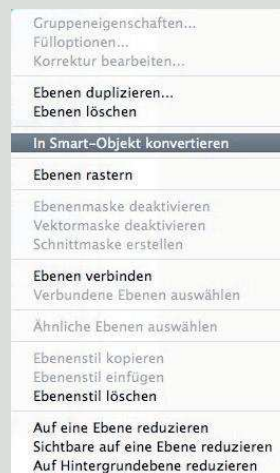 Gruppeneigenschaften...
Fülloptionen...
Korrektur bearbeiten...
Ebenen duplizieren...
Ebenen löschen
In Smart-Objekt konvertieren
Ebenen rastern
Ebenenmaske deaktivieren
Vektormaske deaktivieren
Schnittmaske erstellen
Ebenen verbinden
Verbundene Ebenen auswählen
Ähnliche Ebenen auswählen
Ebenenstil kopieren
Ebenenstil einfügen
Ebenenstil löschen
Auf eine Ebene reduzieren
Sichtbare auf eine Ebene reduzieren
Auf Hintergrundebene reduzieren